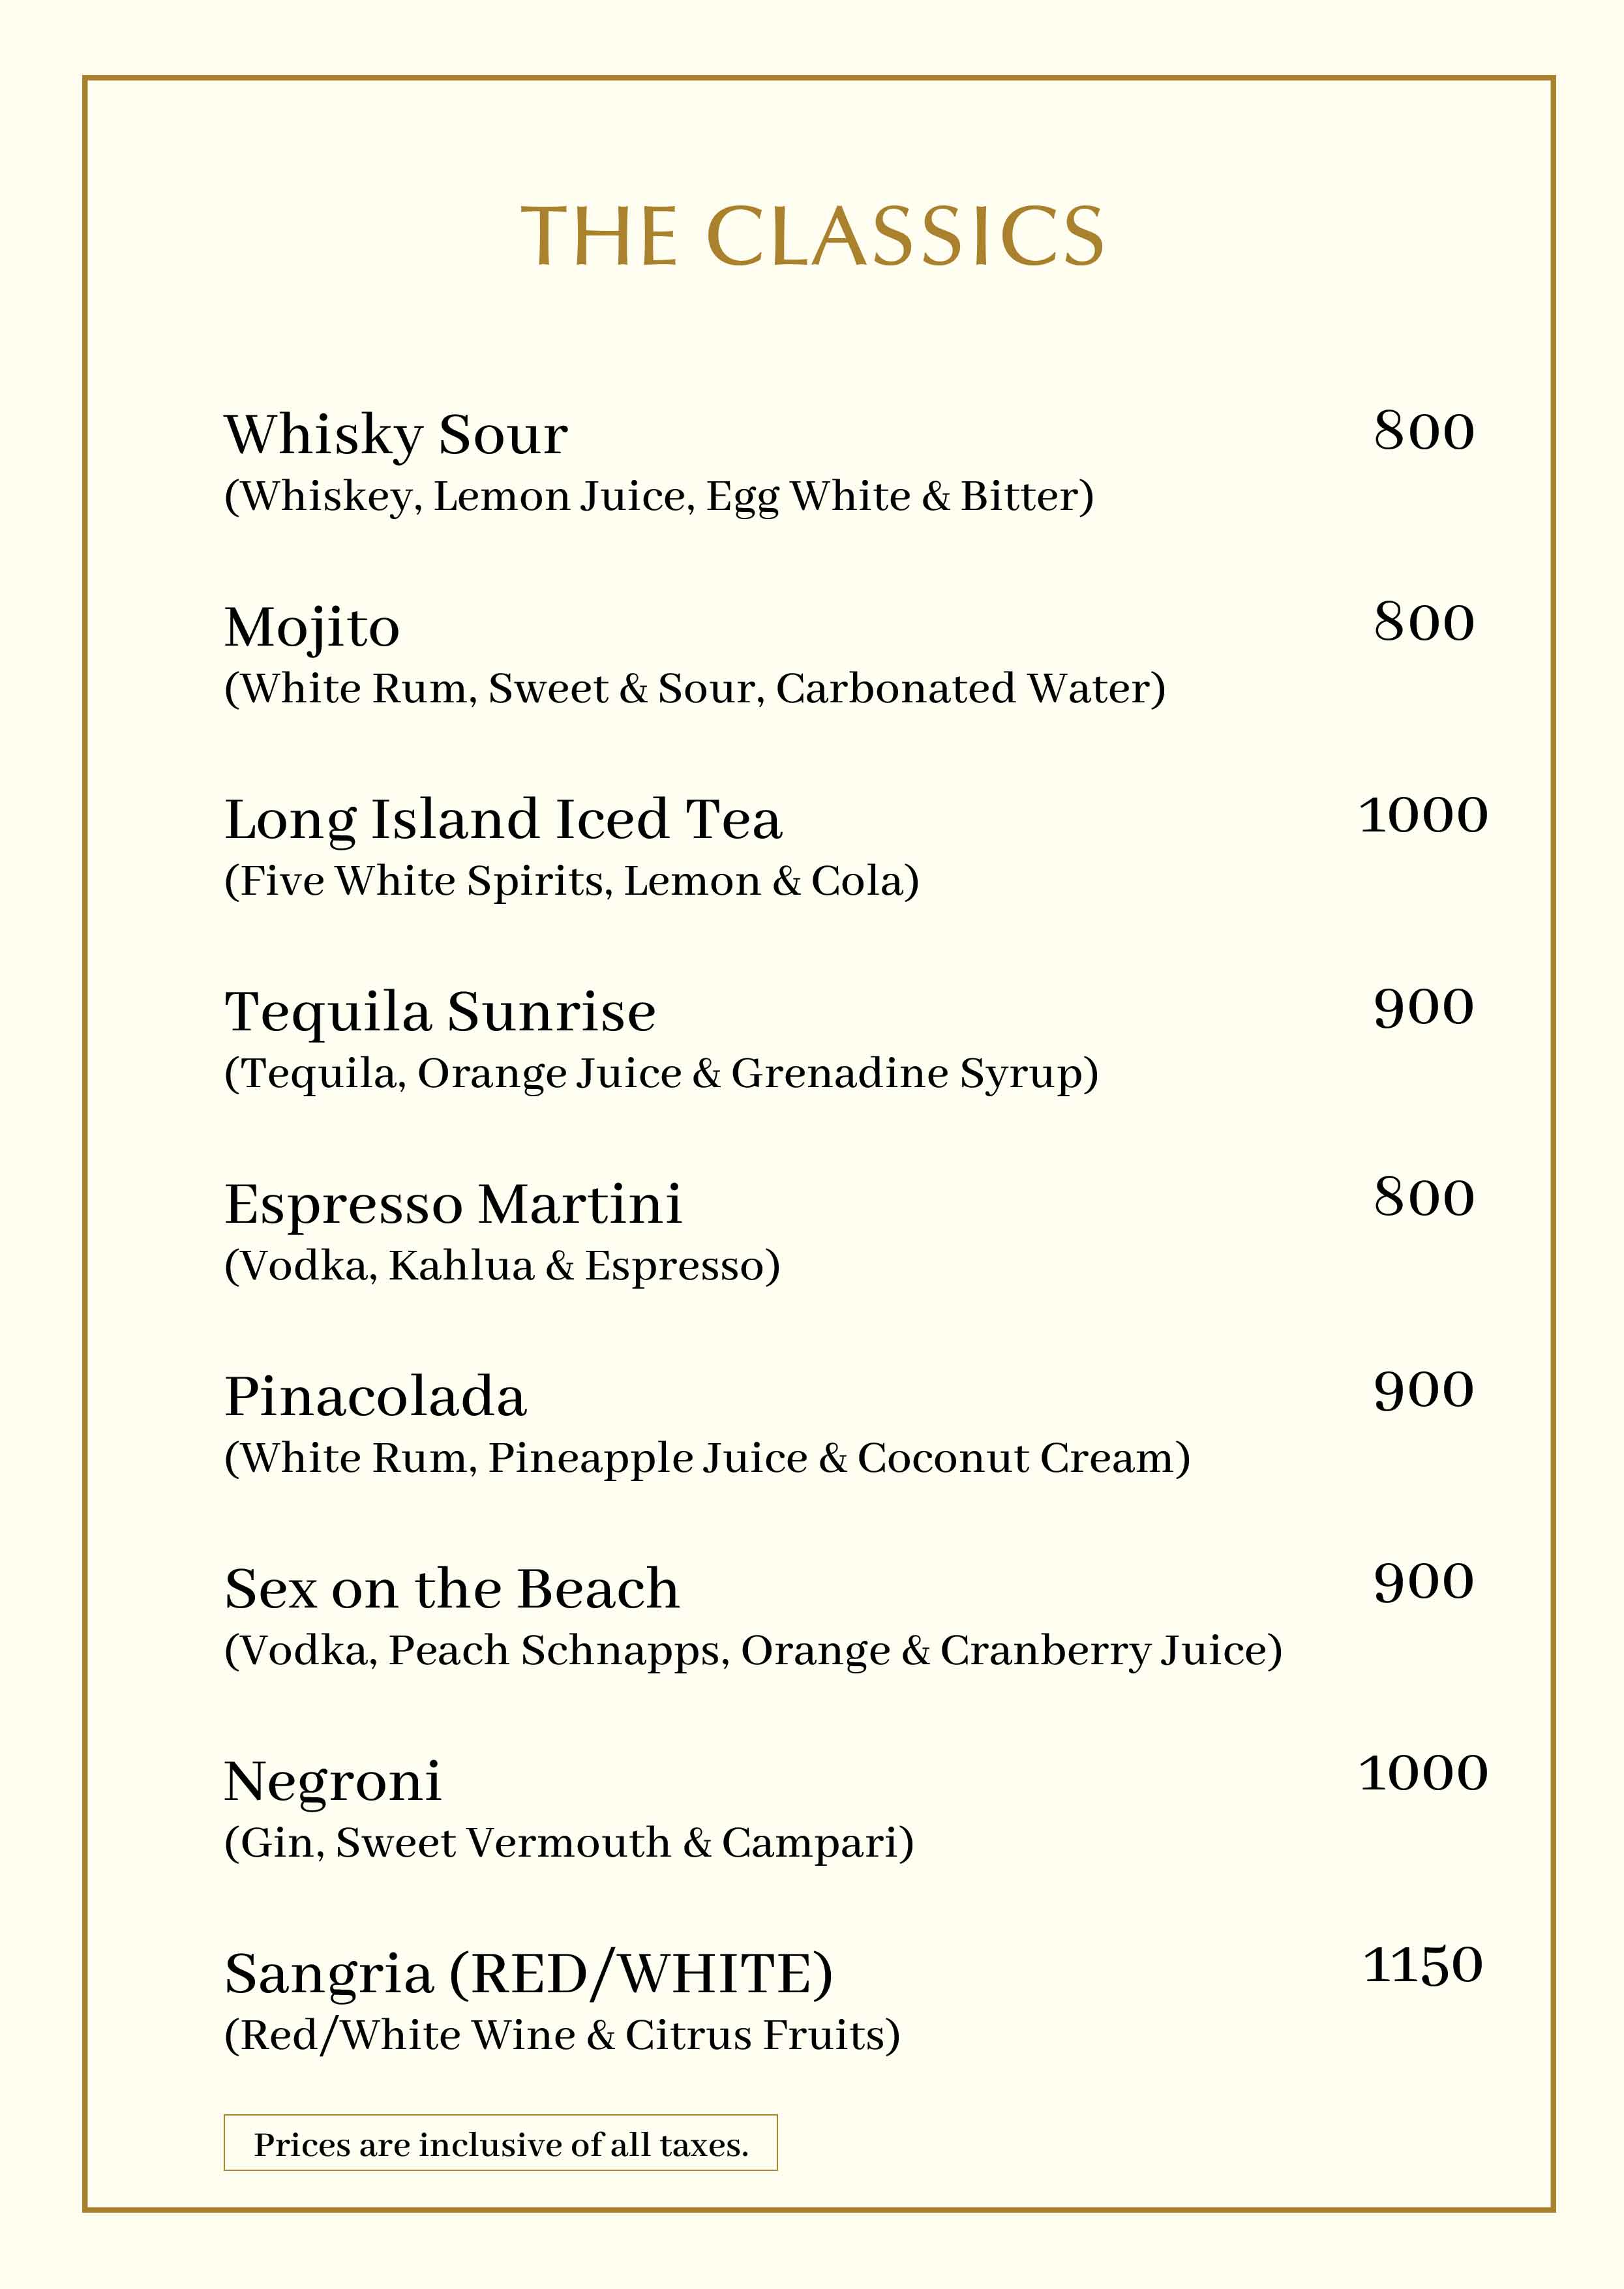 THE CLASSICS
Whisky Sour 800
(Whiskey, Lemon Juice, Egg White & Bitter)
Mojito 800
(White Rum, Sweet & Sour, Carbonated Water)
Long Island Iced Tea 1000
(Five White Spirits, Lemon & Cola)
Tequila Sunrise 900
(Tequila, Orange Juice & Grenadine Syrup)
Espresso Martini 800
(Vodka, Kahlua & Espresso)
Pinacolada 900
(White Rum, Pineapple Juice & Coconut Cream)
Sex on the Beach 900
(Vodka, Peach Schnapps, Orange & Cranberry Juice)
Negroni 1000
(Gin, Sweet Vermouth & Campari)
Sangria (RED/WHITE) 1150
(Red/White Wine & Citrus Fruits)
Prices are inclusive of all taxes.